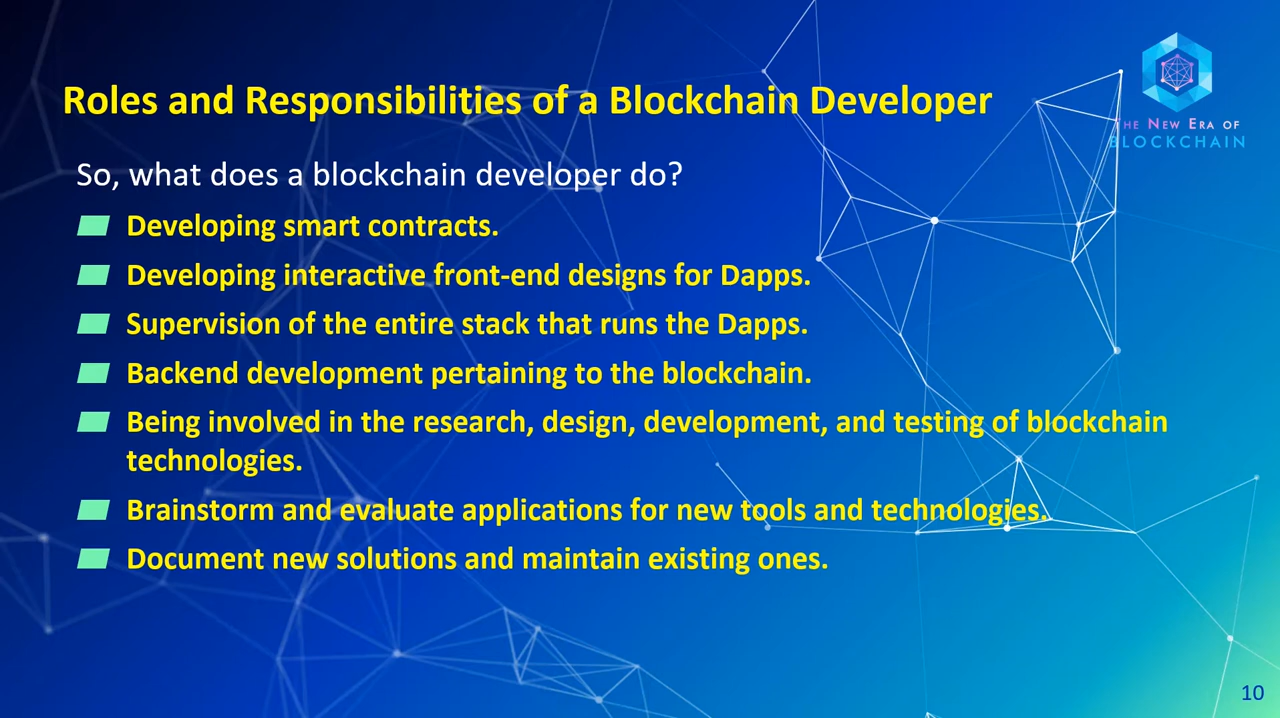 Roles and Responsibilities of a Blockchain Developer
THE NEW ERA OF
BLOCKCHAIN
So, what does a blockchain developer do?
Developing smart contracts.
Developing interactive front-end designs for Dapps.
Supervision of the entire stack that runs the Dapps.
Backend development pertaining to the blockchain.
Being involved in the research, design, development, and testing of blockchain
technologies.
Brainstorm and evaluate applications for new tools and technologies.
Document new solutions and maintain existing ones.
10